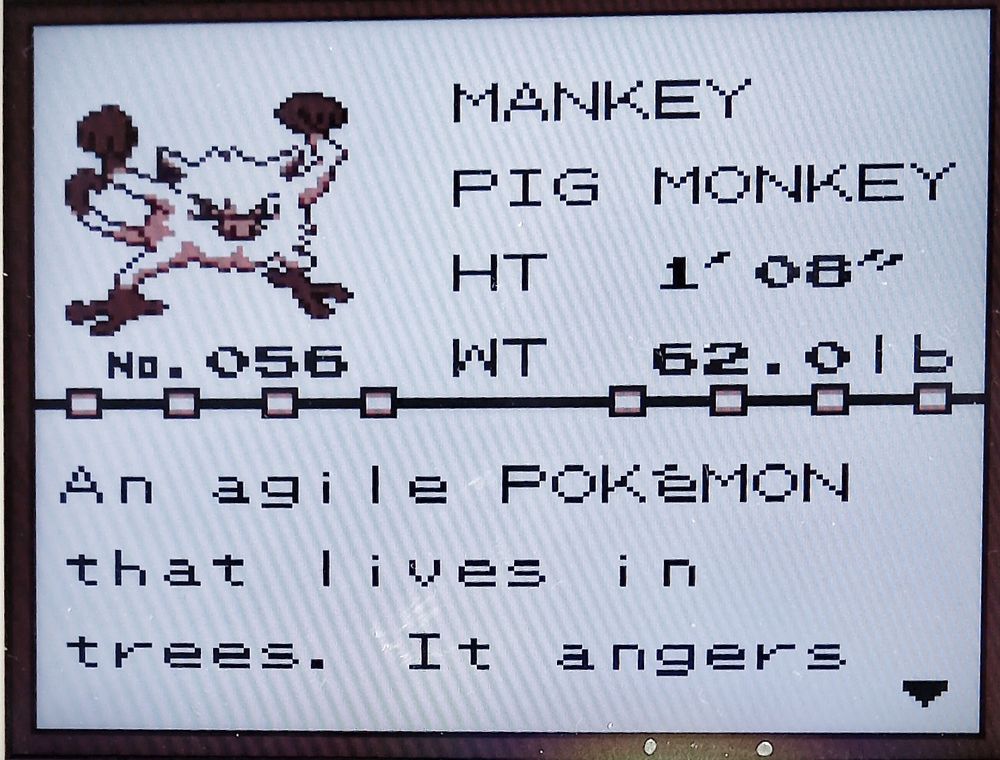 MANKEY
PIG MONKEY
HT 1′08″
No.056 WT 62.0lb
An agile POKéMON
that lives in
trees. It angers